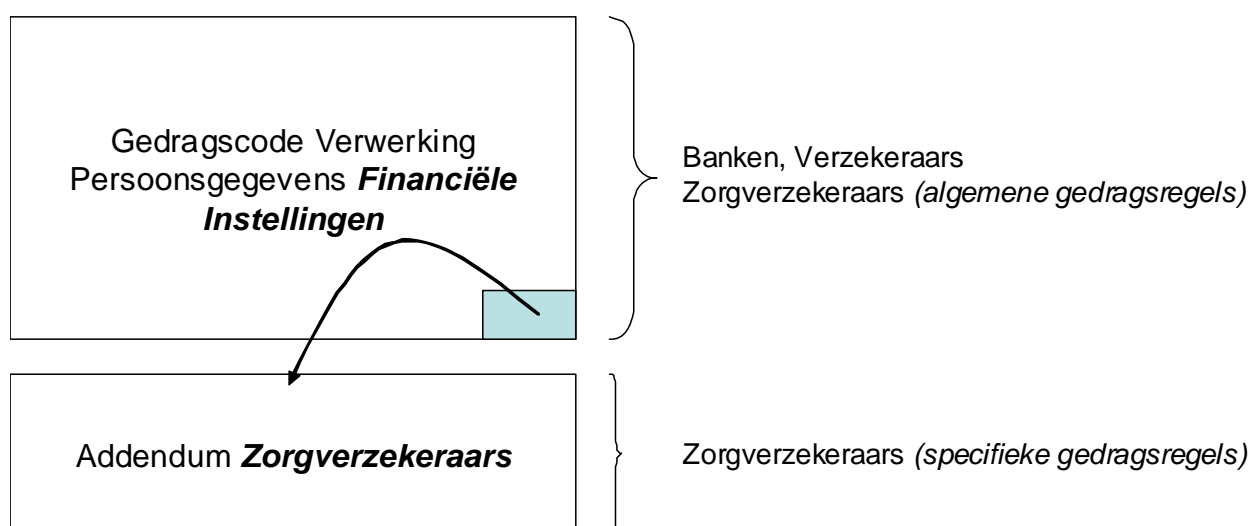 Gedragscode Verwerking
Persoonsgegevens Financiële
Instellingen
Banken, Verzekeraars
Zorgverzekeraars (algemene gedragsregels)
Addendum Zorgverzekeraars
Zorgverzekeraars (specifieke gedragsregels)